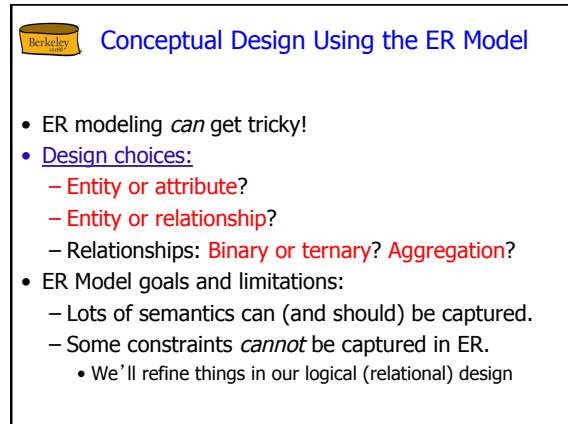 Berkeley
cs186
Conceptual Design Using the ER Model
• ER modeling can get tricky!
• Design choices:
– Entity or attribute?
– Entity or relationship?
– Relationships: Binary or ternary? Aggregation?
• ER Model goals and limitations:
– Lots of semantics can (and should) be captured.
– Some constraints cannot be captured in ER.
• We’ll refine things in our logical (relational) design